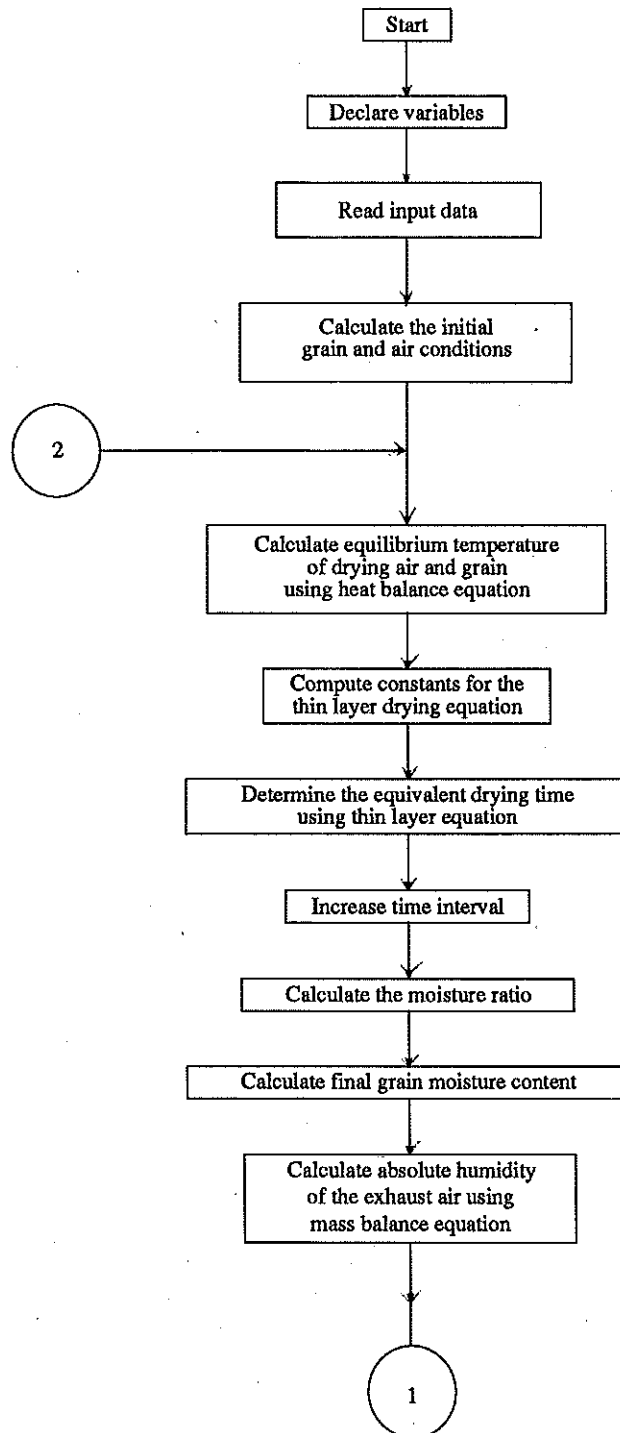 Start
Declare variables
Read input data
Calculate the initial
grain and air conditions
2
Calculate equilibrium temperature
of drying air and grain
using heat balance equation
Compute constants for the
thin layer drying equation
Determine the equivalent drying time
using thin layer equation
Increase time interval
Calculate the moisture ratio
Calculate final grain moisture content
Calculate absolute humidity
of the exhaust air using
mass balance equation
1